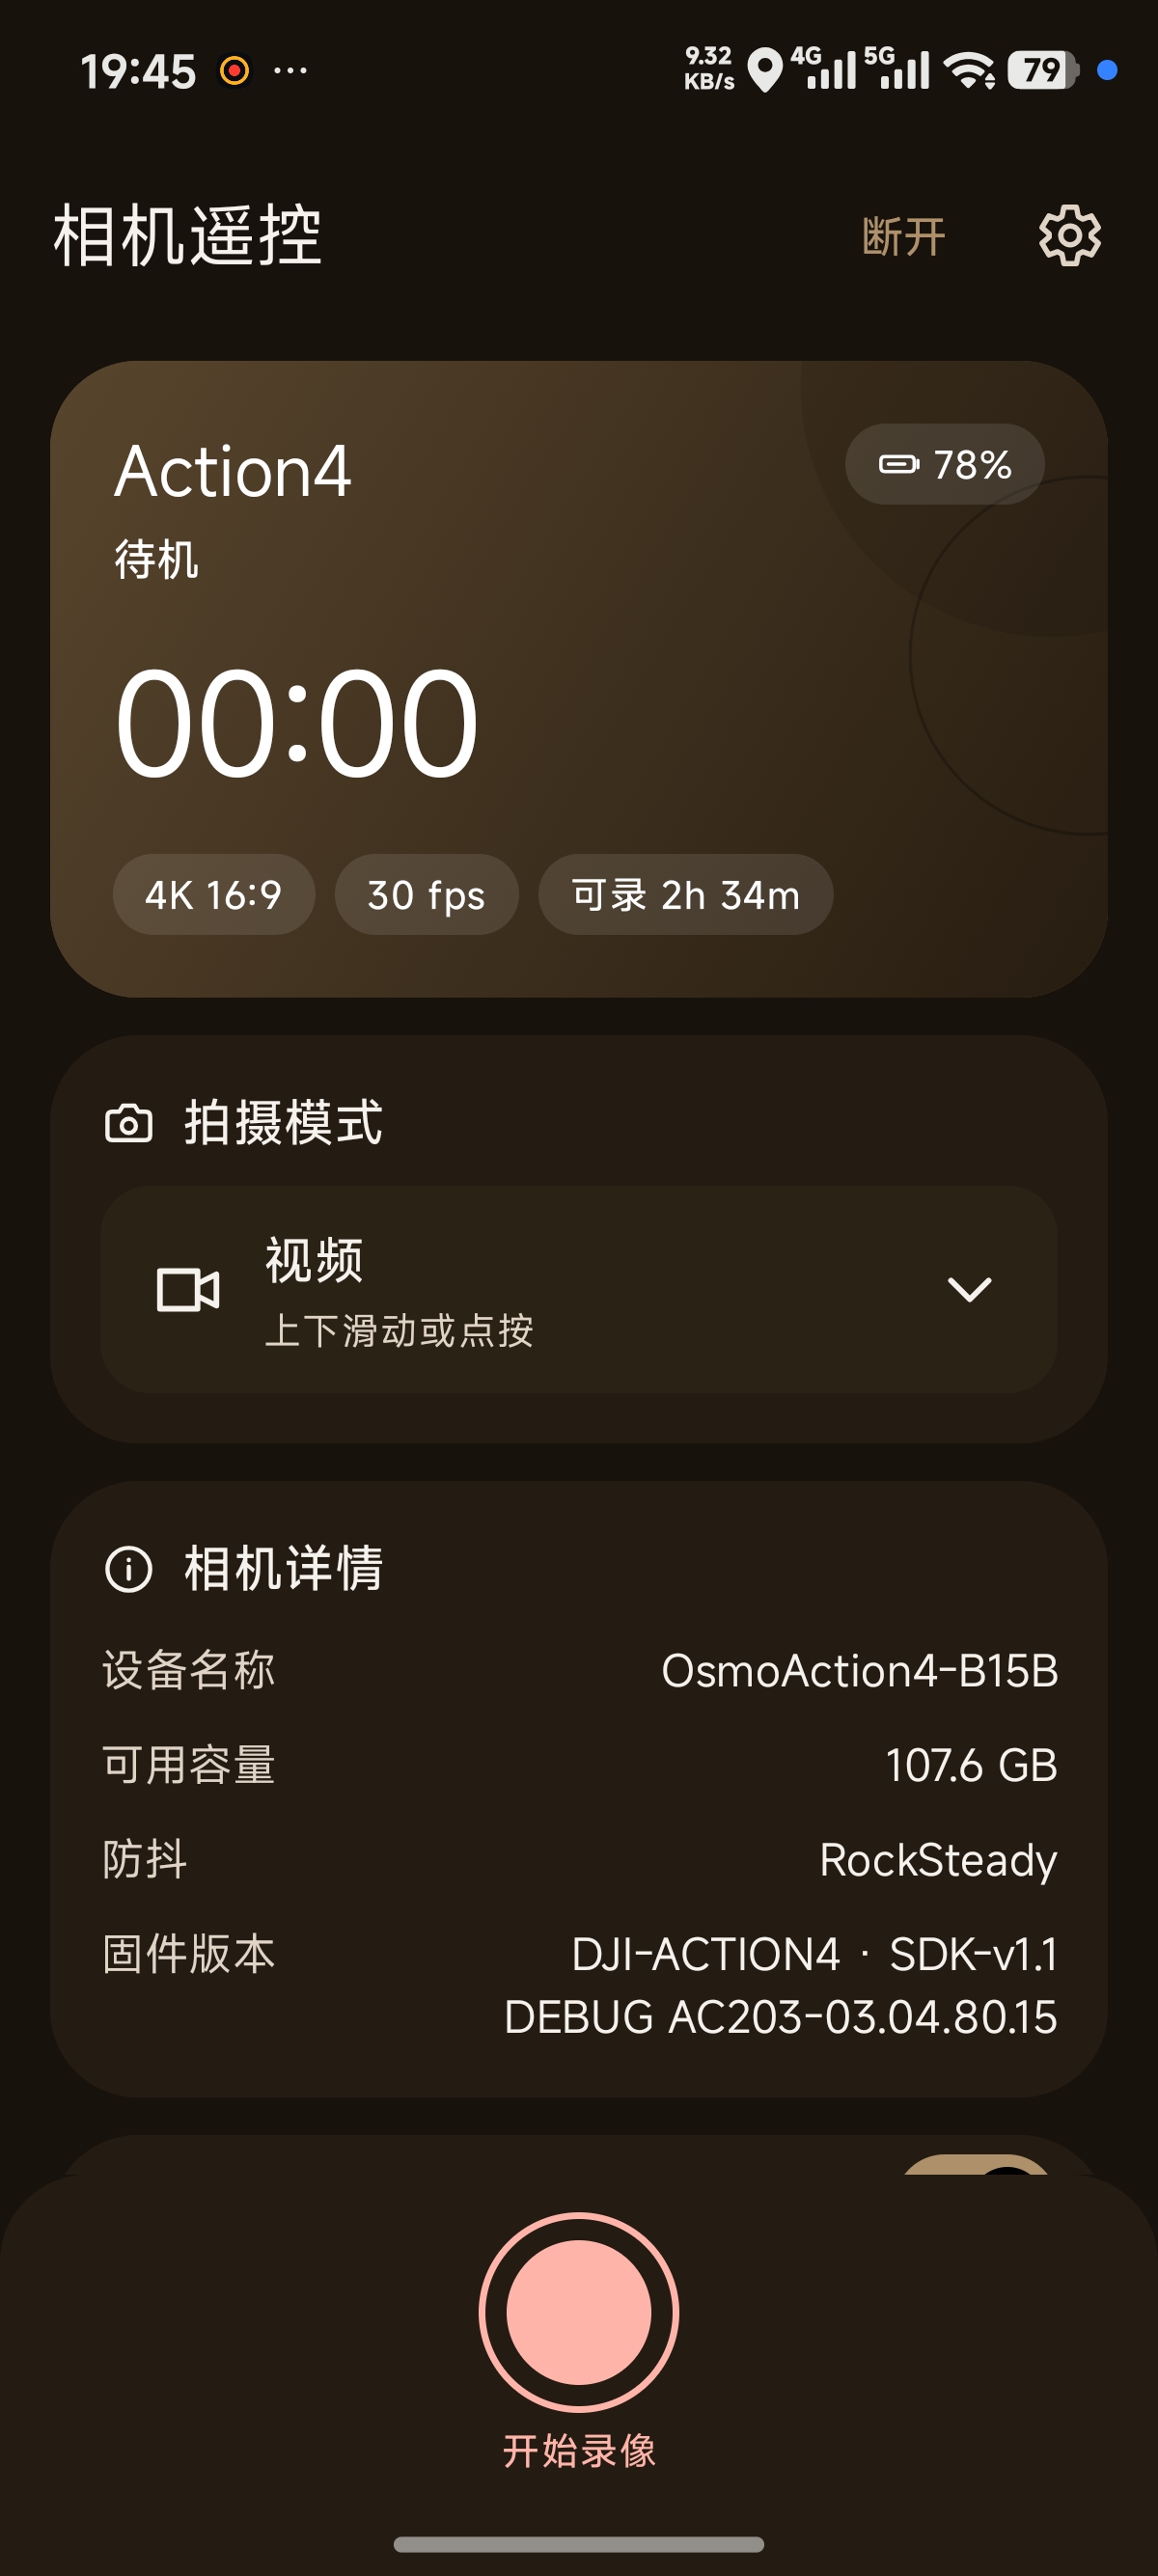 19:45
9.32 KB/s
4G 5G 79
相机遥控
断开
Action4
78%
待机
00:00
4K 16:9
30 fps
可录 2h 34m
拍摄模式
视频
上下滑动或点按
相机详情
设备名称 OsmoAction4-B15B
可用容量 107.6 GB
防抖 RockSteady
固件版本 DJI-ACTION4 · SDK-v1.1
DEBUG AC203-03.04.80.15
开始录像